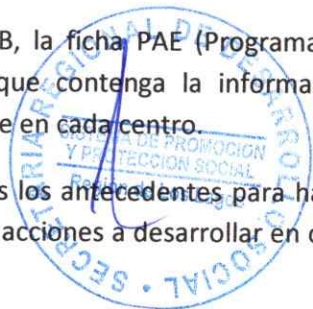 B, la ficha PAE (Programa
que contenga la informa
e en cada centro.
s los antecedentes para ha
acciones a desarrollar en c
SECRETARIA REGIONAL DE DESARROLLO SOCIAL
DE PROMOCION
Y PROTECCION SOCIAL